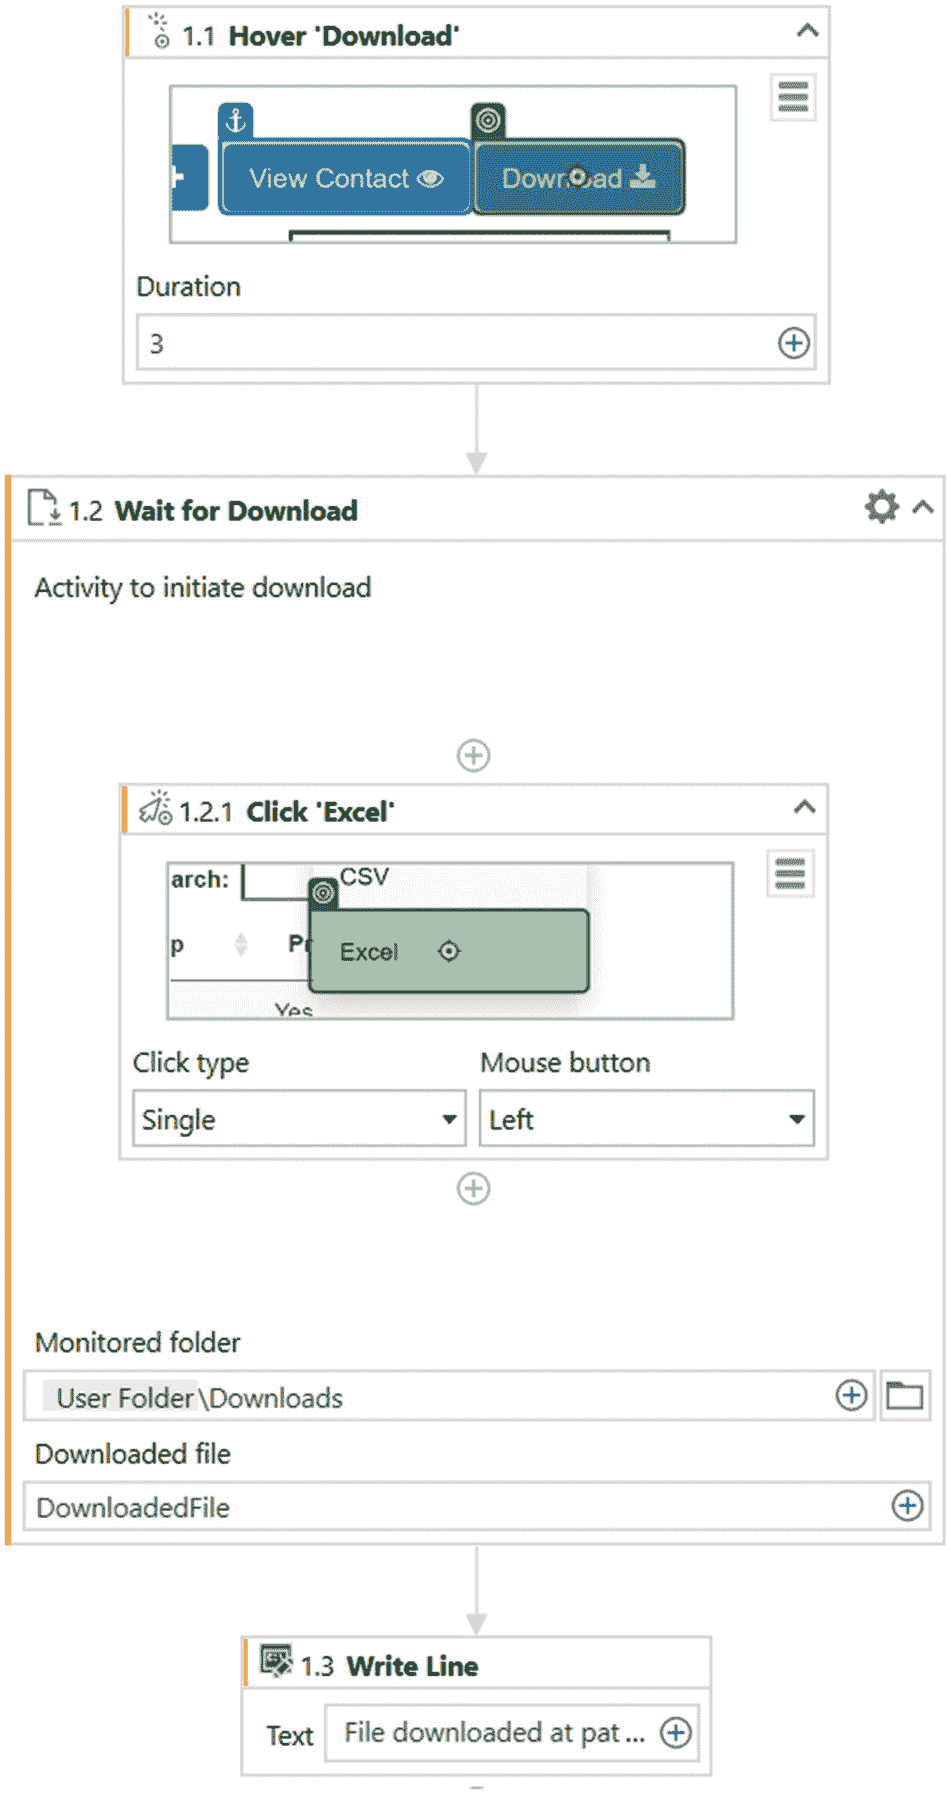 1.1 Hover 'Download'
View Contact Download
Duration
3
1.2 Wait for Download
Activity to initiate download
1.2.1 Click 'Excel'
arch: CSV
p Pr Excel
Yes
Click type Mouse button
Single Left
Monitored folder
User Folder\Downloads
Downloaded file
DownloadedFile
1.3 Write Line
Text File downloaded at pat ...